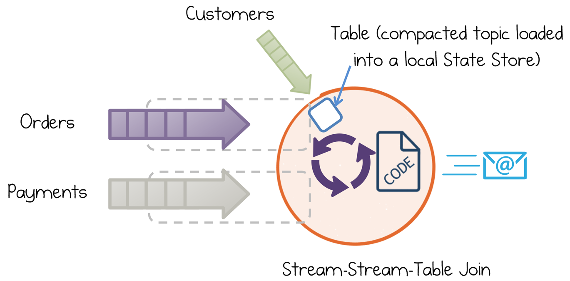 Customers
Table (compacted topic loaded
into a local State Store)
Orders
Payments
CODE
@
Stream-Stream-Table Join